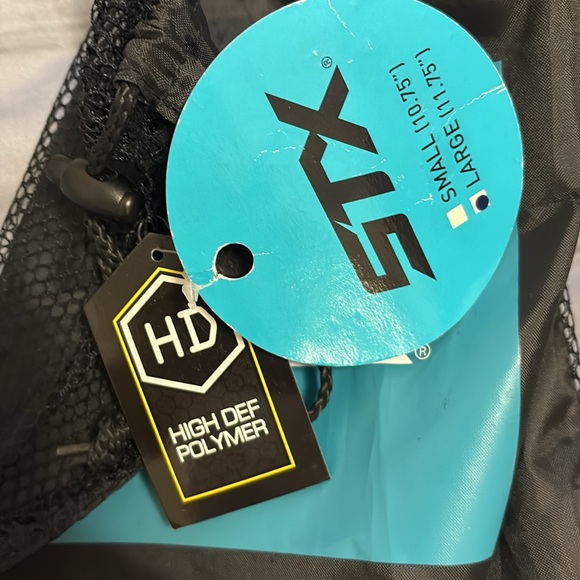 STX®
SMALL (10.75")
LARGE (11.75")
®
HD
HIGH DEF
POLYMER